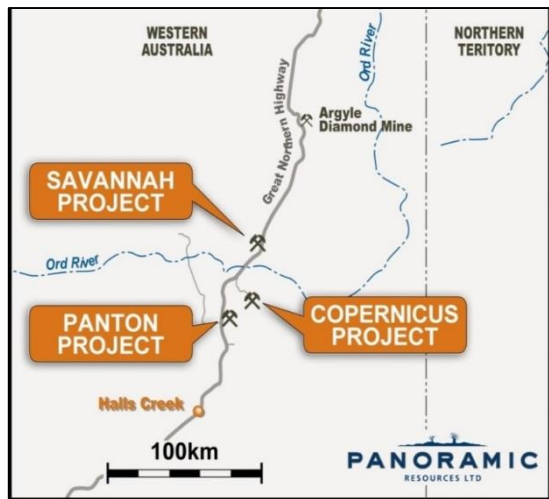 WESTERN
AUSTRALIA
NORTHERN
TERITORY
Ord River
Great Northern Highway
Argyle
Diamond Mine
SAVANNAH
PROJECT
Ord River
COPERNICUS
PROJECT
PANTON
PROJECT
Halls Creek
100km
PANORAMIC
RESOURCES LTD